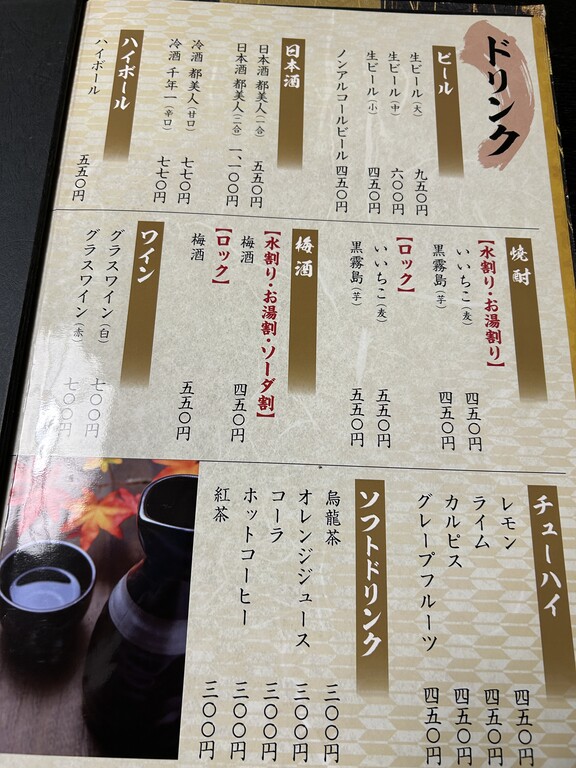 ドリンク
ビール
生ビール（大） 九五〇円
生ビール（中） 六〇〇円
生ビール（小） 四五〇円
ノンアルコールビール 四五〇円
日本酒
日本酒 都美人（一合） 五五〇円
日本酒 都美人（二合） 一、一〇〇円
冷酒 都美人（甘口） 七七〇円
冷酒 千年一（辛口） 七七〇円
ハイボール
ハイボール 五五〇円
焼酎
【水割り・お湯割り】
いいちこ（麦） 四五〇円
黒霧島（芋） 四五〇円
【ロック】
いいちこ（麦） 五五〇円
黒霧島（芋） 五五〇円
梅酒
【水割り・お湯割・ソーダ割】
梅酒 四五〇円
【ロック】
梅酒 五五〇円
ワイン
グラスワイン（白） 七〇〇円
グラスワイン（赤） 七〇〇円
チューハイ
レモン 四五〇円
ライム 四五〇円
カルピス 四五〇円
グレープフルーツ 四五〇円
ソフトドリンク
烏龍茶 三〇〇円
オレンジジュース 三〇〇円
コーラ 三〇〇円
ホットコーヒー 三〇〇円
紅茶 三〇〇円